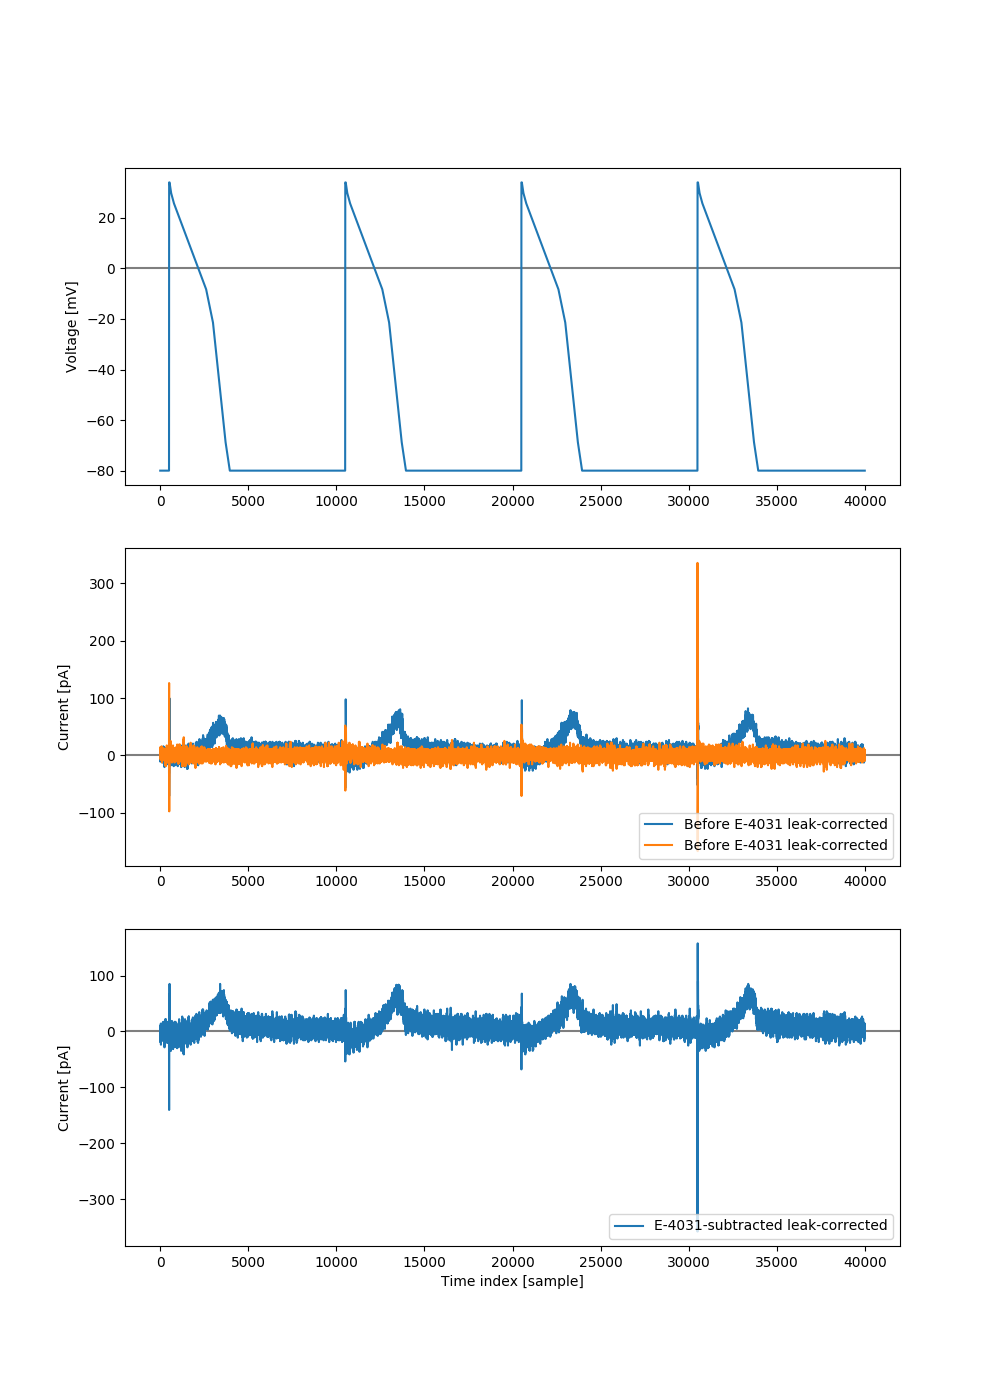 Voltage [mV]
20
0
−20
−40
−60
−80
0 5000 10000 15000 20000 25000 30000 35000 40000
Current [pA]
300
200
100
0
−100
Before E-4031 leak-corrected
Before E-4031 leak-corrected
0 5000 10000 15000 20000 25000 30000 35000 40000
Current [pA]
100
0
−100
−200
−300
E-4031-subtracted leak-corrected
0 5000 10000 15000 20000 25000 30000 35000 40000
Time index [sample]